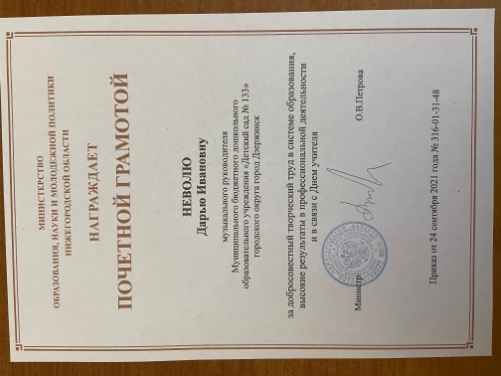 МИНИСТЕРСТВО
ОБРАЗОВАНИЯ, НАУКИ И МОЛОДЕЖНОЙ ПОЛИТИКИ
НИЖЕГОРОДСКОЙ ОБЛАСТИ
НАГРАЖДАЕТ
ПОЧЕТНОЙ ГРАМОТОЙ
НЕВОЛЮ
Дарью Ивановну
музыкального руководителя
Муниципального бюджетного дошкольного
образовательного учреждения «Детский сад № 133»
городского округа город Дзержинск
за добросовестный творческий труд в системе образования,
высокие результаты в профессиональной деятельности
и в связи с Днем учителя
Министр О.В.Петрова
Приказ от 24 сентября 2021 года № 316-01-31-48